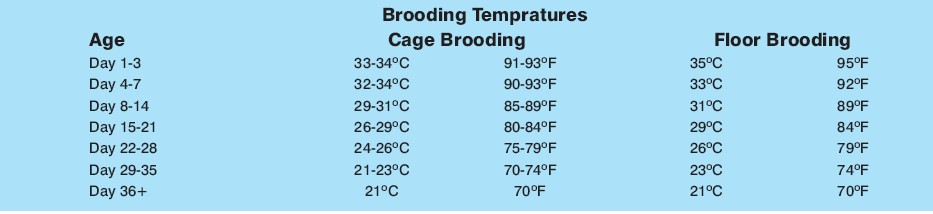 Brooding Tempratures
Age Cage Brooding Floor Brooding
Day 1-3 33-34ºC 91-93ºF 35ºC 95ºF
Day 4-7 32-34ºC 90-93ºF 33ºC 92ºF
Day 8-14 29-31ºC 85-89ºF 31ºC 89ºF
Day 15-21 26-29ºC 80-84ºF 29ºC 84ºF
Day 22-28 24-26ºC 75-79ºF 26ºC 79ºF
Day 29-35 21-23ºC 70-74ºF 23ºC 74ºF
Day 36+ 21ºC 70ºF 21ºC 70ºF